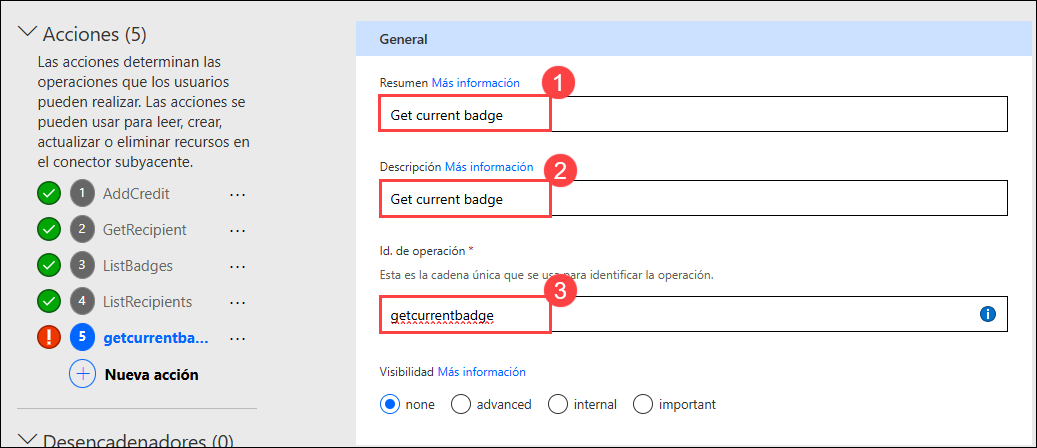 Acciones (5)
Las acciones determinan las
operaciones que los usuarios
pueden realizar. Las acciones se
pueden usar para leer, crear,
actualizar o eliminar recursos en
el conector subyacente.
1 AddCredit ...
2 GetRecipient ...
3 ListBadges ...
4 ListRecipients ...
5 getcurrentba... ...
Nueva acción
Desencadenadores (0)
General
Resumen Más información 1
Get current badge
Descripción Más información 2
Get current badge
Id. de operación *
Esta es la cadena única que se usa para identificar la operación.
3
getcurrentbadge
Visibilidad Más información
none advanced internal important